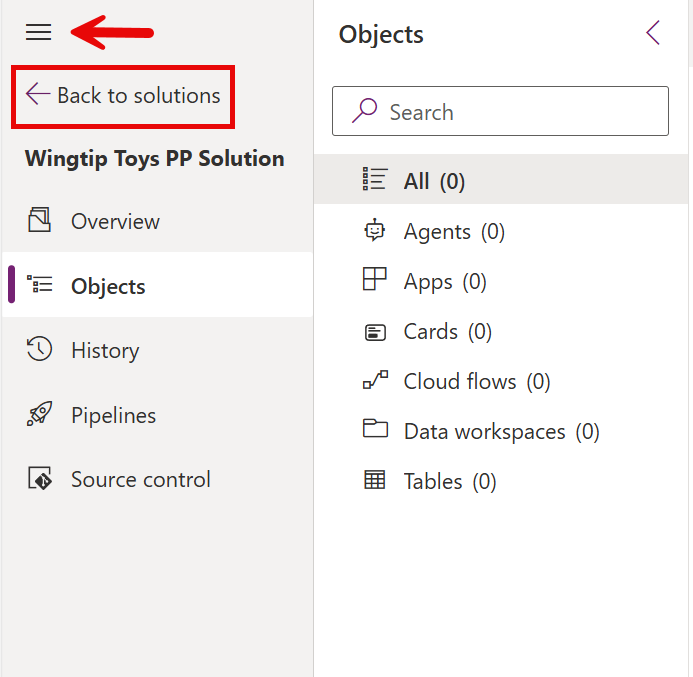 Back to solutions
Wingtip Toys PP Solution
Overview
Objects
History
Pipelines
Source control
Objects
Search
All (0)
Agents (0)
Apps (0)
Cards (0)
Cloud flows (0)
Data workspaces (0)
Tables (0)